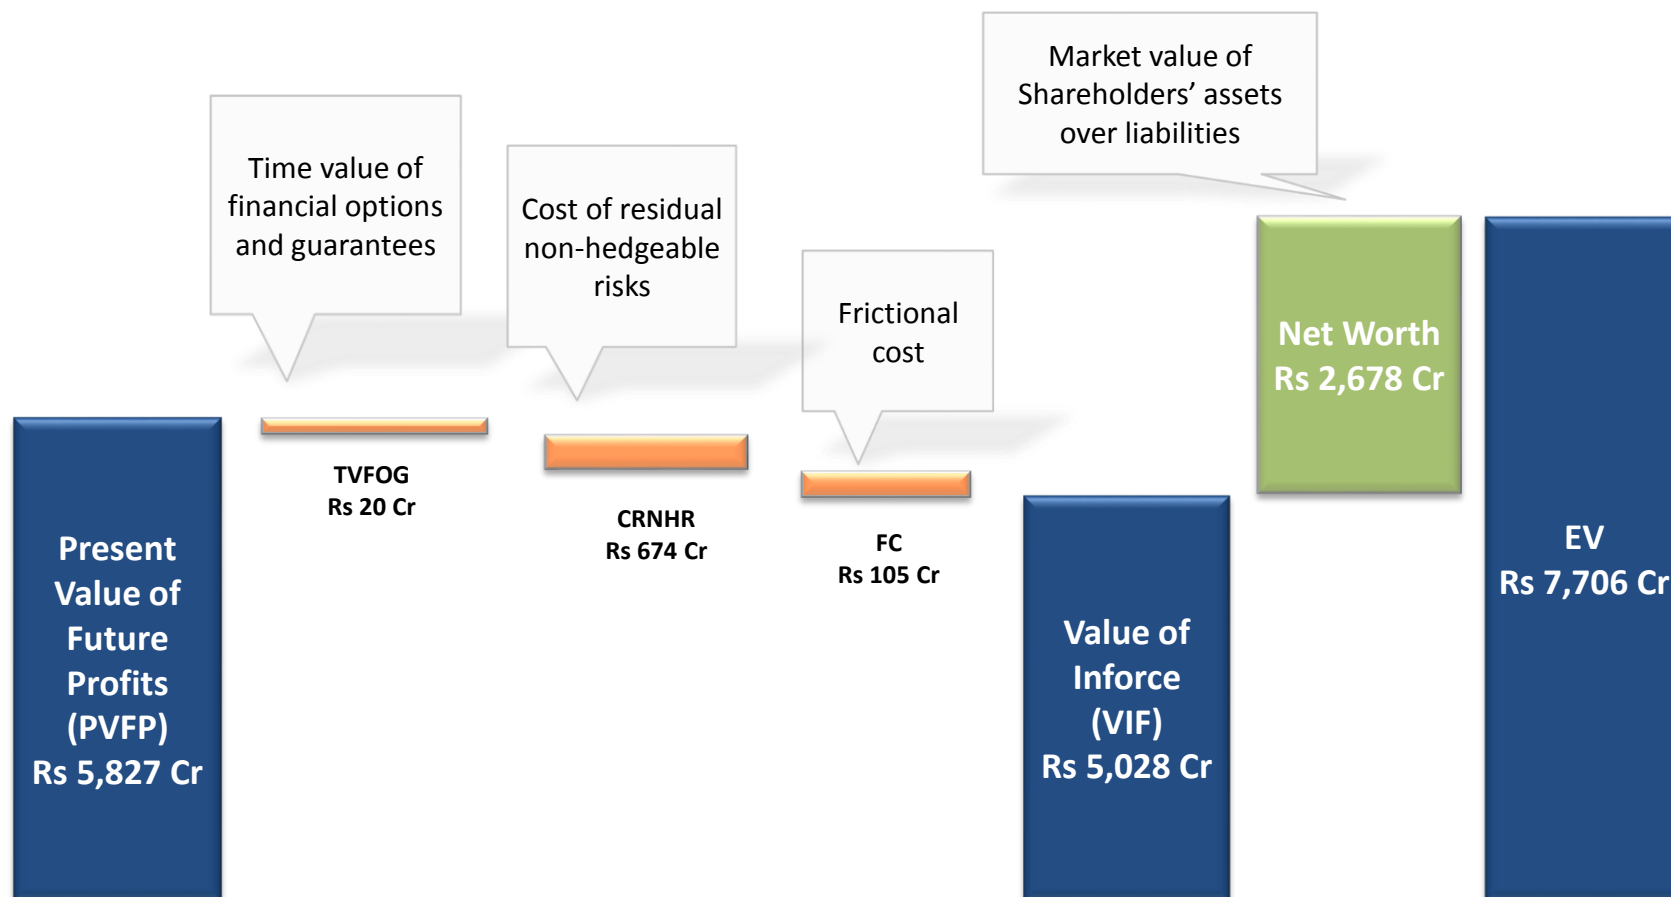 Time value of
financial options
and guarantees
Cost of residual
non-hedgeable
risks
Frictional
cost
Market value of
Shareholders’ assets
over liabilities
Present
Value of
Future
Profits
(PVFP)
Rs 5,827 Cr
TVFOG
Rs 20 Cr
CRNHR
Rs 674 Cr
FC
Rs 105 Cr
Value of
Inforce
(VIF)
Rs 5,028 Cr
Net Worth
Rs 2,678 Cr
EV
Rs 7,706 Cr